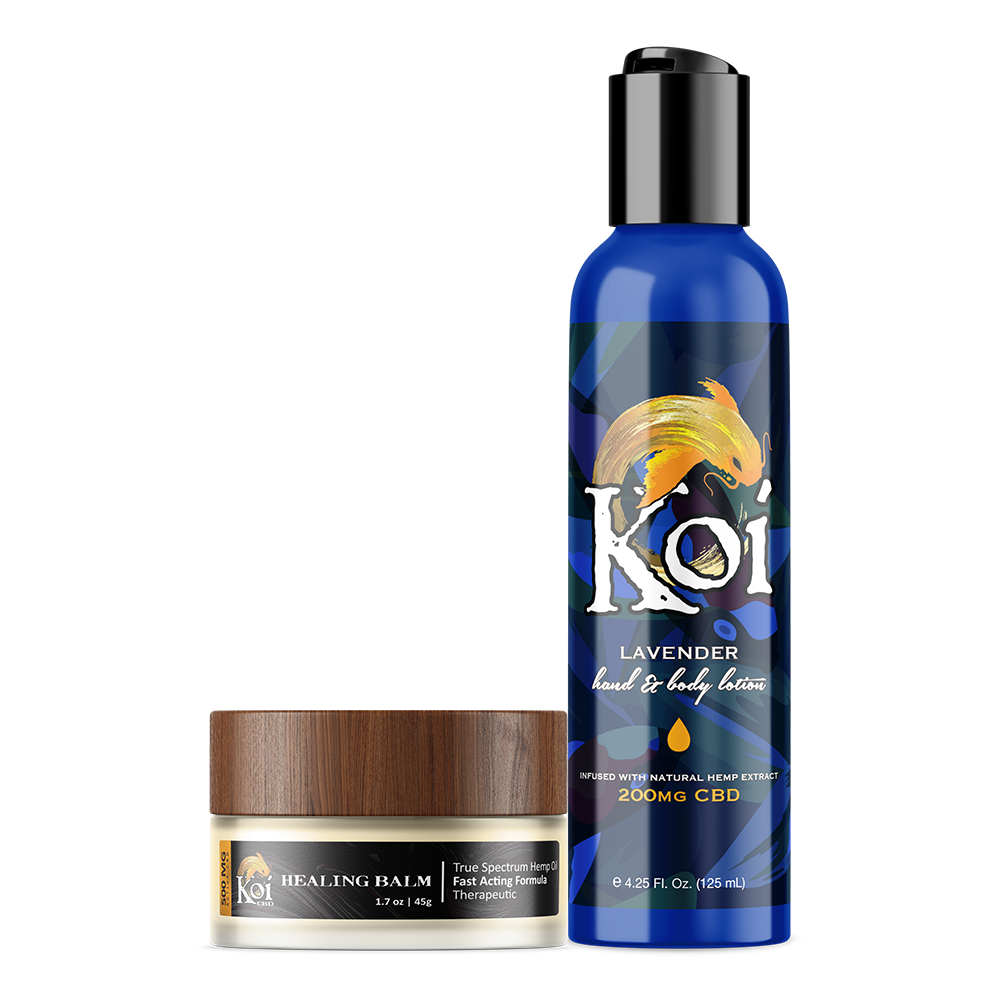 Koi
LAVENDER
hand & body lotion
INFUSED WITH NATURAL HEMP EXTRACT
200MG CBD
℮ 4.25 Fl. Oz. (125 mL)
500 MG
Koi
CBD
HEALING BALM
1.7 oz | 45g
True Spectrum Hemp Oil
Fast Acting Formula
Therapeutic